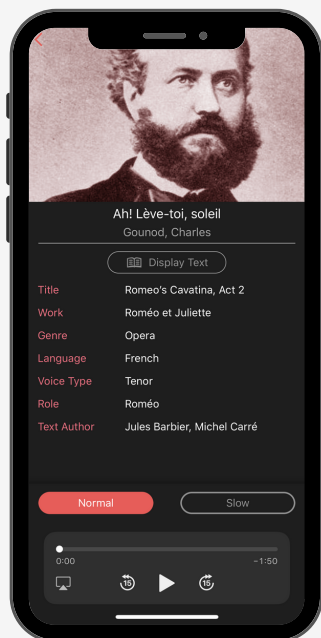 Ah! Lève-toi, soleil
Gounod, Charles
Display Text
Title Romeo's Cavatina, Act 2
Work Roméo et Juliette
Genre Opera
Language French
Voice Type Tenor
Role Roméo
Text Author Jules Barbier, Michel Carré
Normal Slow
0:00 -1:50
15 15